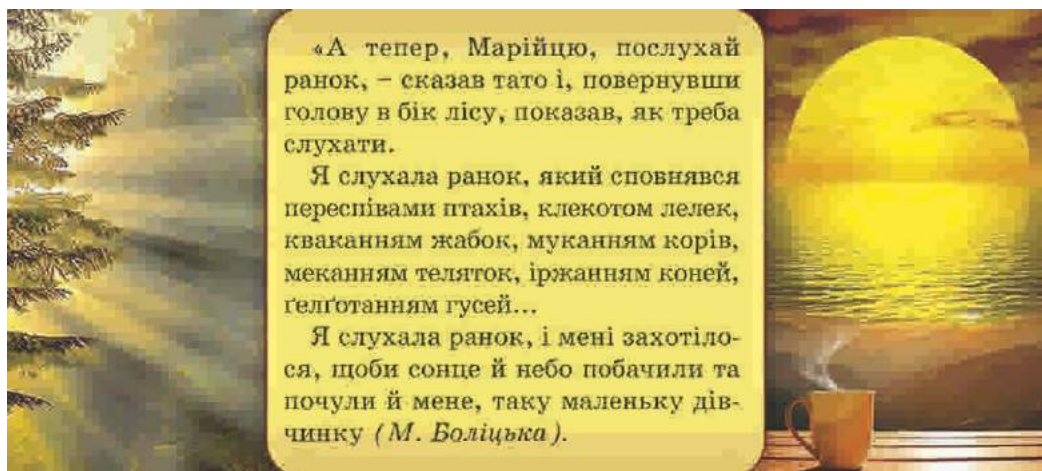 «А тепер, Марійцю, послухай
ранок, – сказав тато і, повернувши
голову в бік лісу, показав, як треба
слухати.
Я слухала ранок, який сповнявся
переспівами птахів, клекотом лелек,
кваканням жабок, муканням корів,
меканням теляток, іржанням коней,
ґелґотанням гусей...
Я слухала ранок, і мені захотіло-
ся, щоби сонце й небо побачили та
почули й мене, таку маленьку дів-
чинку (М. Боліцька).